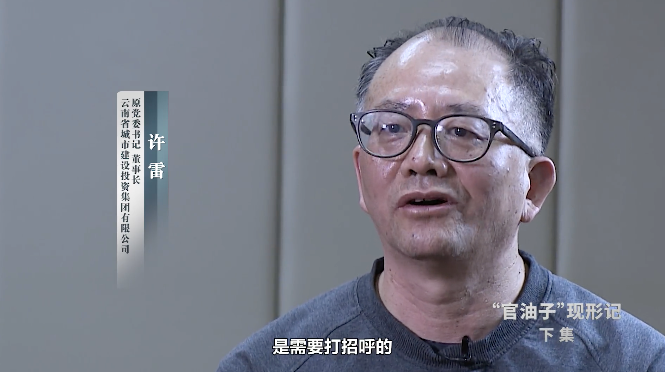 许雷
原党委书记 董事长
云南省城市建设投资集团有限公司
“官油子”现形记
下集
是需要打招呼的